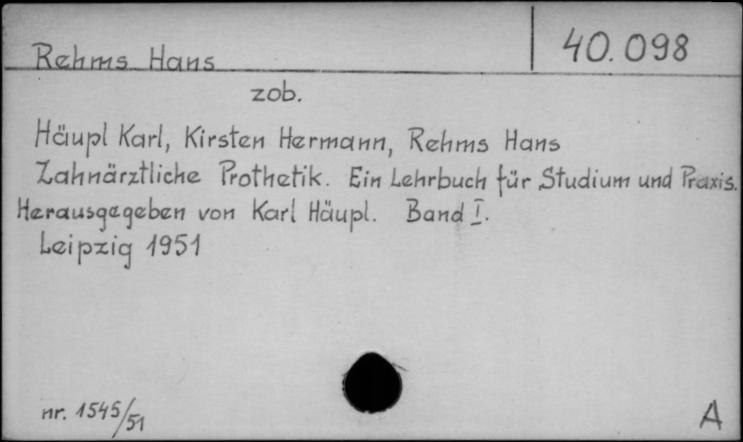 Rehms Hans 40.098
zob.
Häupl Karl, Kirsten Hermann, Rehms Hans
Zahnärztliche Prothetik. Ein Lehrbuch für Studium und Praxis.
Herausgegeben von Karl Häupl. Band I.
Leipzig 1951
nr. 1545/51 A